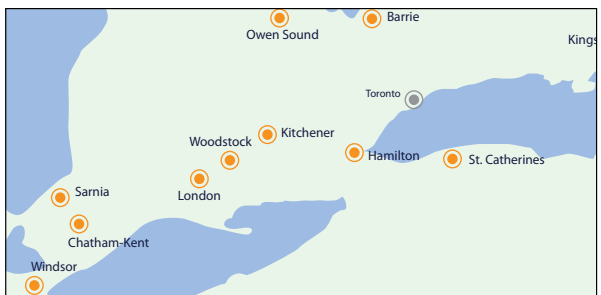 Barrie
Owen Sound
Kings
Toronto
Kitchener
Woodstock
Hamilton
St. Catherines
London
Sarnia
Chatham-Kent
Windsor